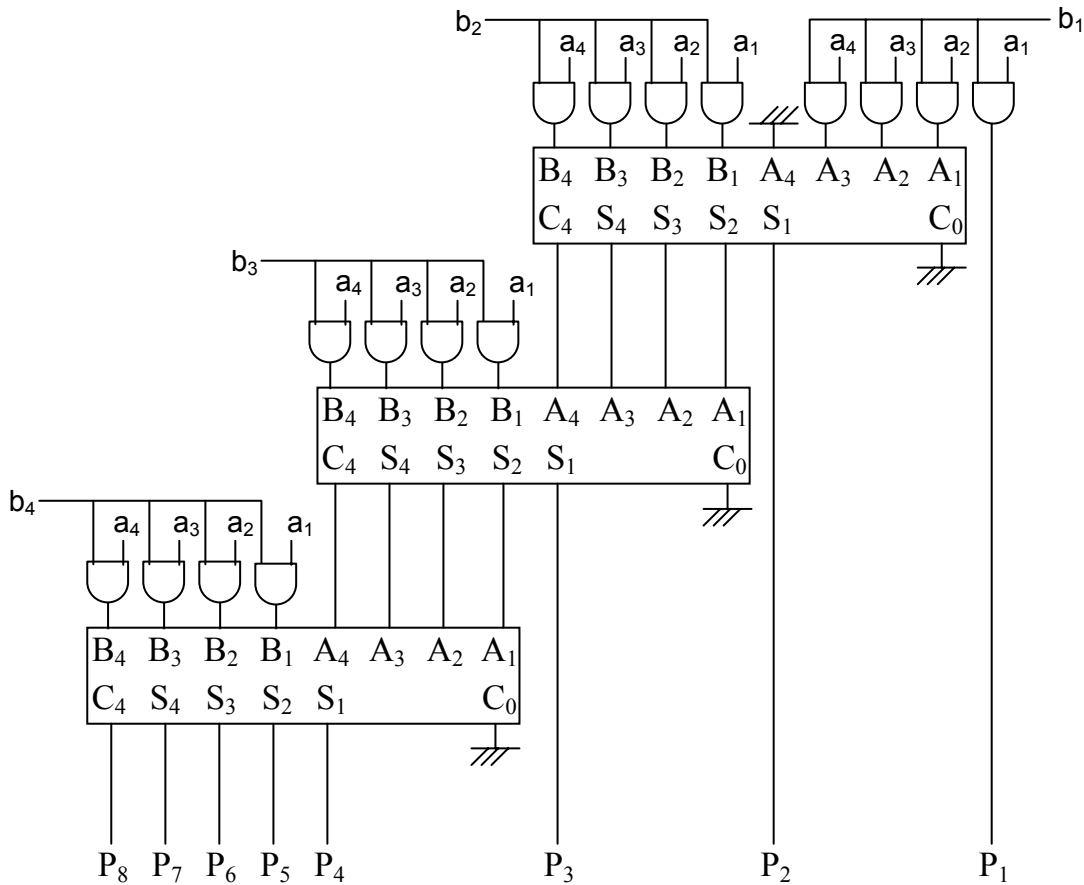 b₂ b₁
a₄ a₃ a₂ a₁ a₄ a₃ a₂ a₁
B₄ B₃ B₂ B₁ A₄ A₃ A₂ A₁
C₄ S₄ S₃ S₂ S₁ C₀
b₃
a₄ a₃ a₂ a₁
B₄ B₃ B₂ B₁ A₄ A₃ A₂ A₁
C₄ S₄ S₃ S₂ S₁ C₀
b₄
a₄ a₃ a₂ a₁
B₄ B₃ B₂ B₁ A₄ A₃ A₂ A₁
C₄ S₄ S₃ S₂ S₁ C₀
P₈ P₇ P₆ P₅ P₄ P₃ P₂ P₁